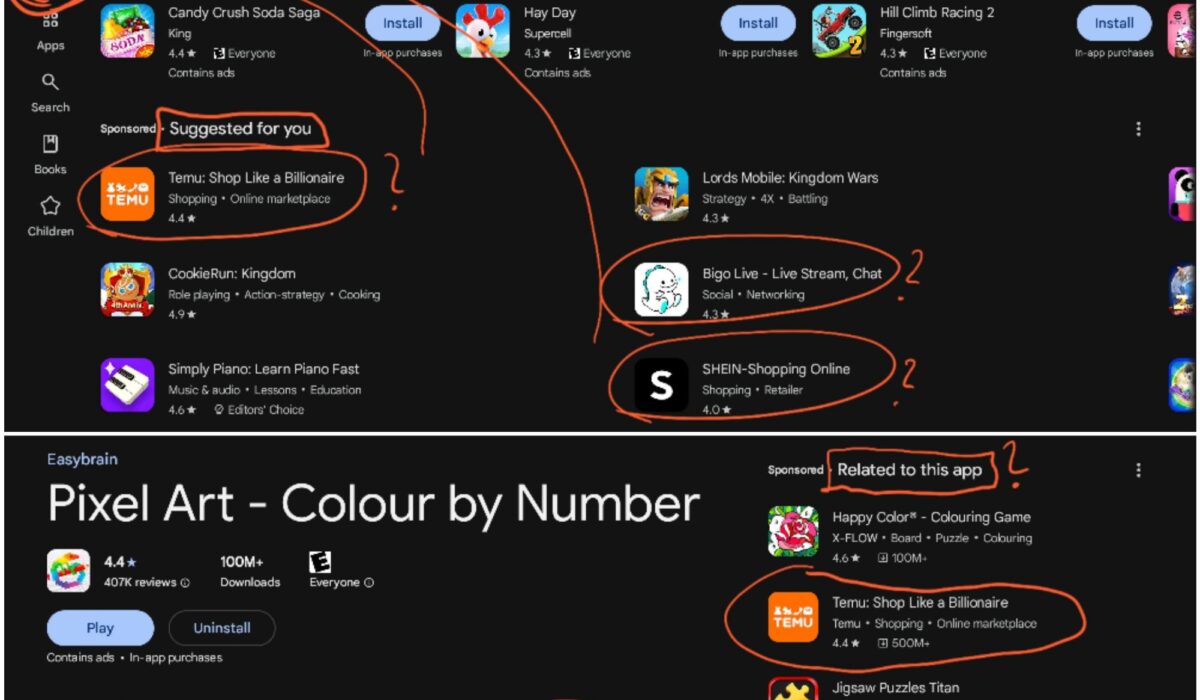 Candy Crush Soda Saga
King
4.4★ E Everyone
Contains ads
Install
In-app purchases
Hay Day
Supercell
4.3★ E Everyone
Contains ads
Install
In-app purchases
Hill Climb Racing 2
Fingersoft
4.3★ E Everyone
Contains ads
Install
In-app purchases
SODA
2
Apps
Search
Books
Children
Sponsored • Suggested for you
TEMU
Temu: Shop Like a Billionaire
Shopping • Online marketplace
4.4★
?
Lords Mobile: Kingdom Wars
Strategy • 4X • Battling
4.3★
CookieRun: Kingdom
Role playing • Action-strategy • Cooking
4.9★
Bigo Live - Live Stream, Chat
Social • Networking
4.3★
?
Simply Piano: Learn Piano Fast
Music & audio • Lessons • Education
4.6★ Editors' Choice
S
SHEIN-Shopping Online
Shopping • Retailer
4.0★
?
Easybrain
Pixel Art - Colour by Number
4.4★
407K reviews
100M+
Downloads
E
Everyone
Play
Uninstall
Contains ads • In-app purchases
Sponsored • Related to this app
?
Happy Color® - Colouring Game
X-FLOW • Board • Puzzle • Colouring
4.6★ 100M+
TEMU
Temu: Shop Like a Billionaire
Temu • Shopping • Online marketplace
4.4★ 500M+
Jigsaw Puzzles Titan